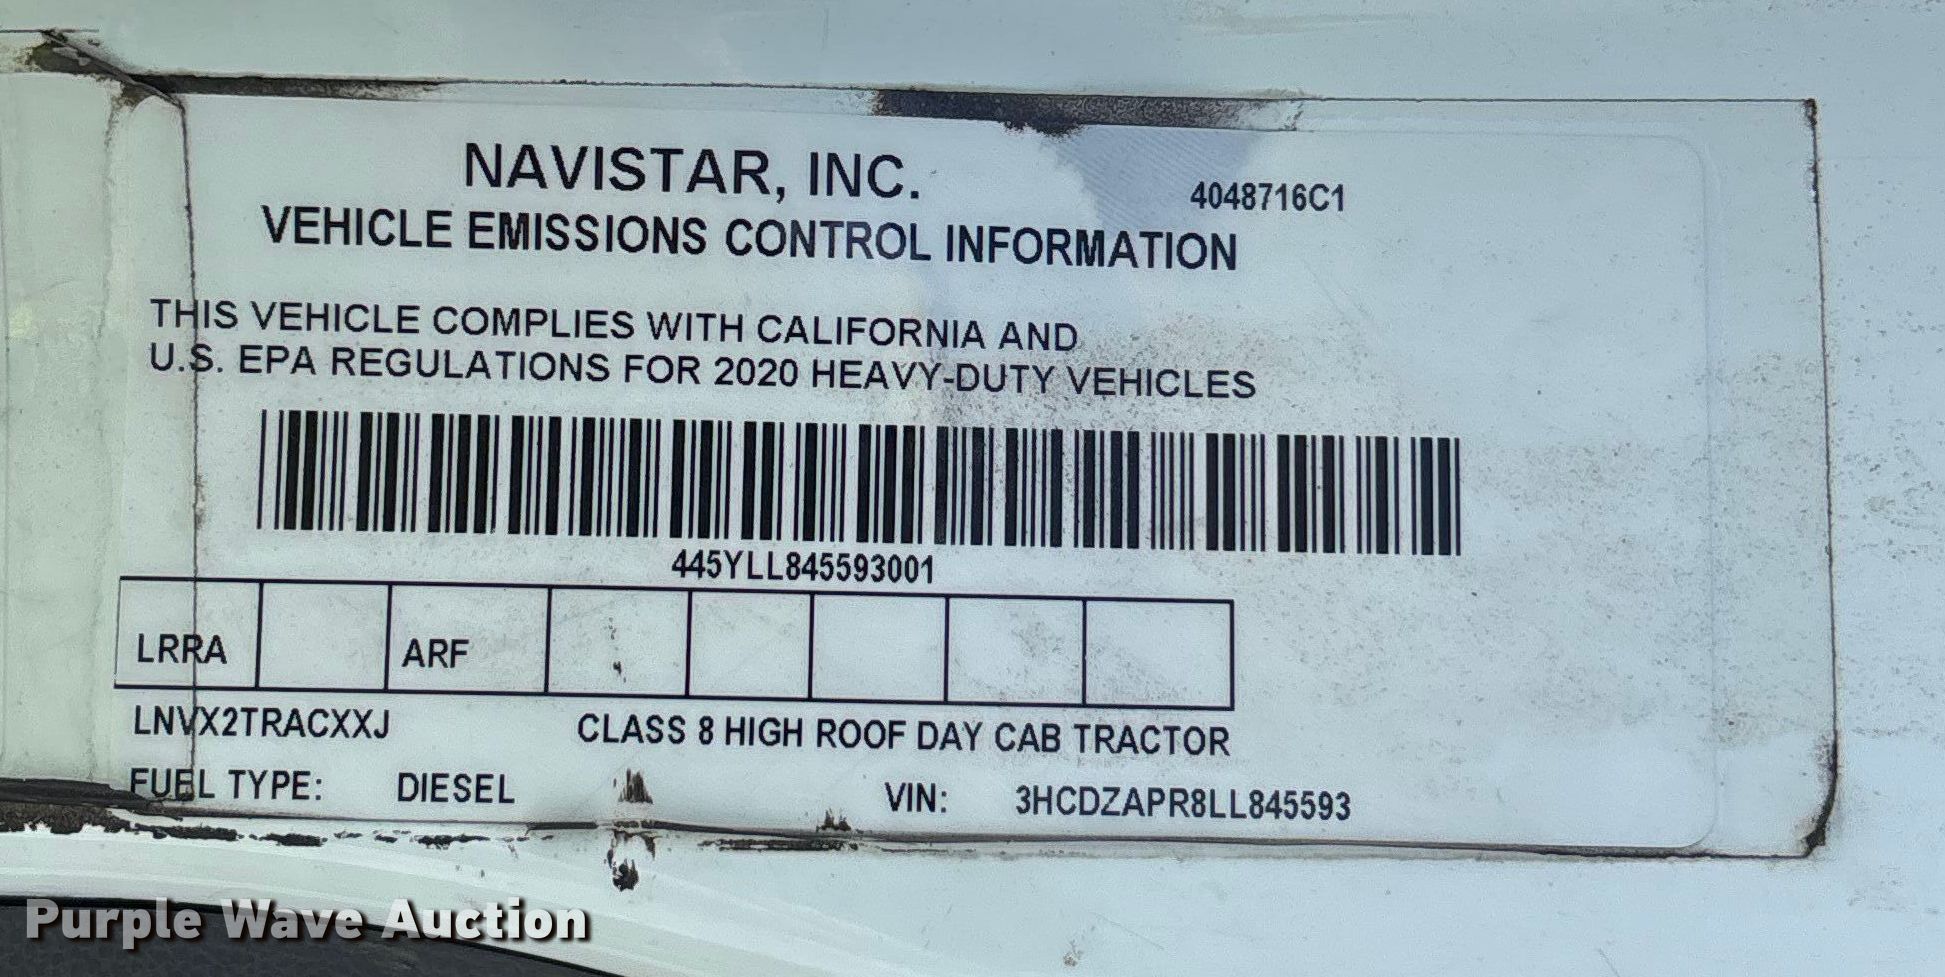 NAVISTAR, INC.
4048716C1
VEHICLE EMISSIONS CONTROL INFORMATION
THIS VEHICLE COMPLIES WITH CALIFORNIA AND
U.S. EPA REGULATIONS FOR 2020 HEAVY-DUTY VEHICLES
445YLL845593001
LRRA ARF
LNVX2TRACXXJ CLASS 8 HIGH ROOF DAY CAB TRACTOR
FUEL TYPE: DIESEL VIN: 3HCDZAPR8LL845593
Purple Wave Auction